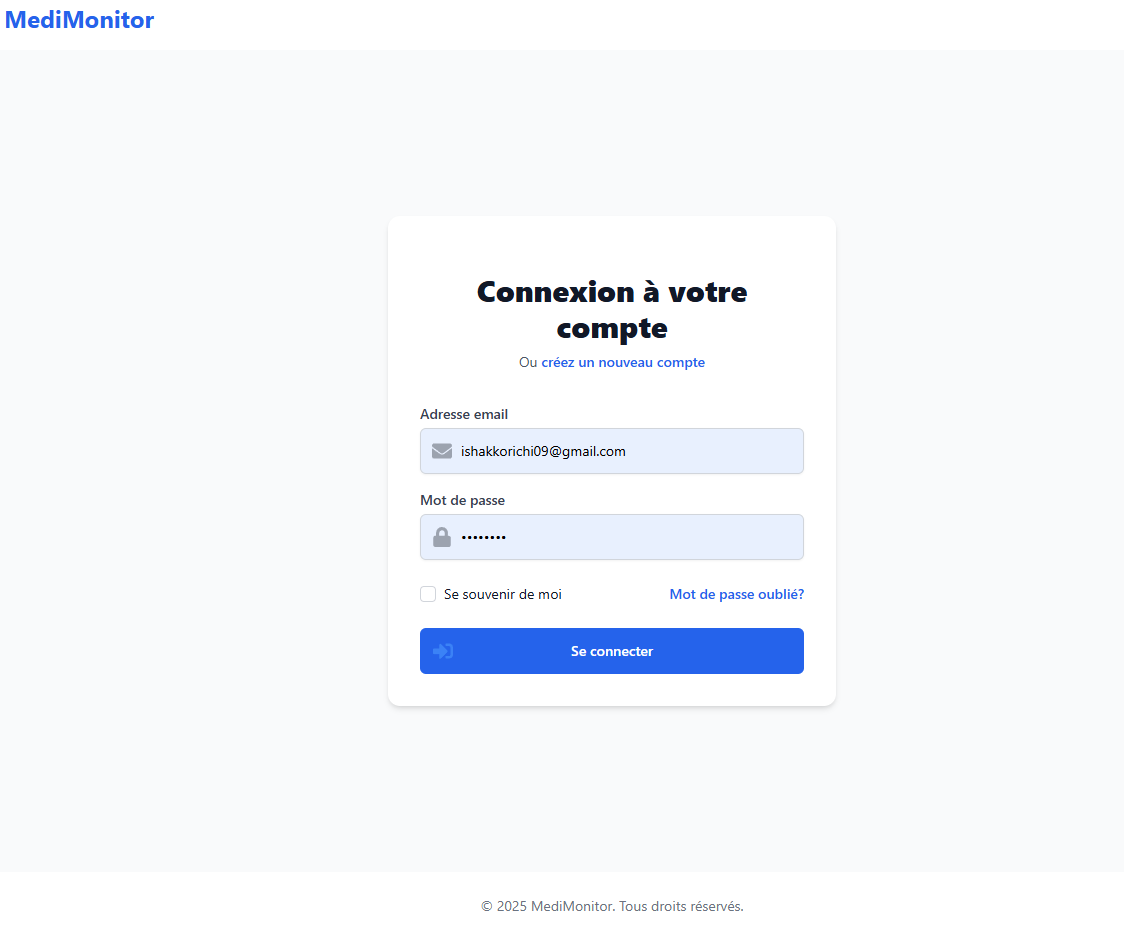 MediMonitor
Connexion à votre
compte
Ou créez un nouveau compte
Adresse email
ishakkorichi09@gmail.com
Mot de passe
••••••••
Se souvenir de moi
Mot de passe oublié?
Se connecter
© 2025 MediMonitor. Tous droits réservés.